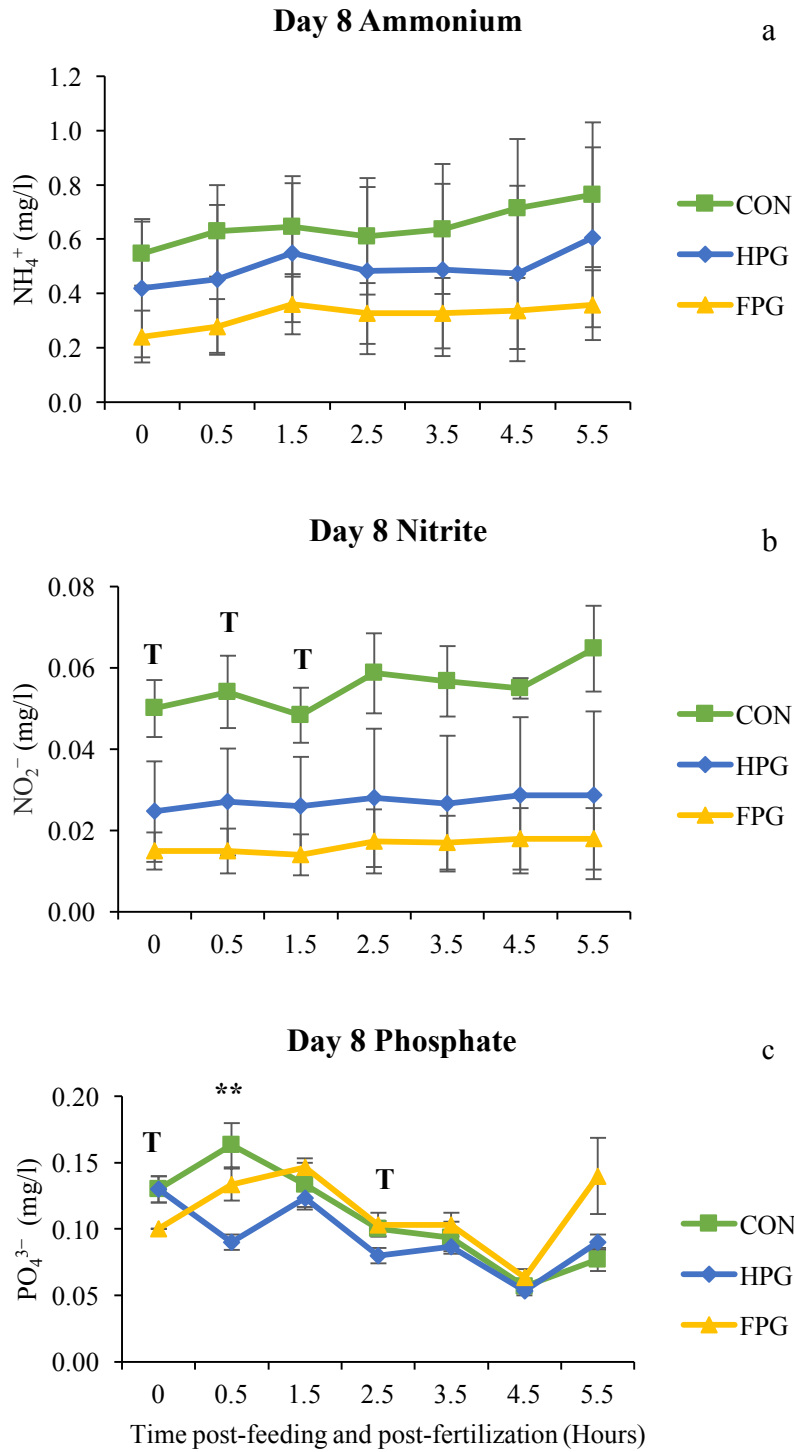 Day 8 Ammonium
a
NH₄⁺ (mg/l)
1.2
1.0
0.8
0.6
0.4
0.2
0.0
0 0.5 1.5 2.5 3.5 4.5 5.5
CON
HPG
FPG
Day 8 Nitrite
b
NO₂⁻ (mg/l)
0.08
0.06
0.04
0.02
0.00
T T T
0 0.5 1.5 2.5 3.5 4.5 5.5
CON
HPG
FPG
Day 8 Phosphate
c
PO₄³⁻ (mg/l)
0.20
0.15
0.10
0.05
0.00
T ** T
0 0.5 1.5 2.5 3.5 4.5 5.5
CON
HPG
FPG
Time post-feeding and post-fertilization (Hours)